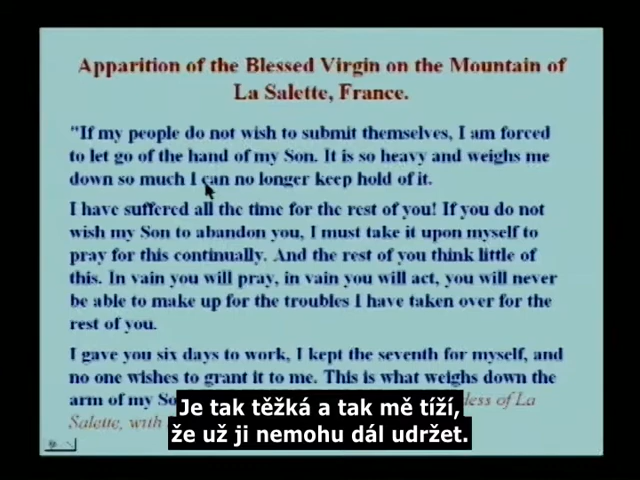 Apparition of the Blessed Virgin on the Mountain of
La Salette, France.
"If my people do not wish to submit themselves, I am forced
to let go of the hand of my Son. It is so heavy and weighs me
down so much I can no longer keep hold of it.
I have suffered all the time for the rest of you! If you do not
wish my Son to abandon you, I must take it upon myself to
pray for this continually. And the rest of you think little of
this. In vain you will pray, in vain you will act, you will never
be able to make up for the troubles I have taken over for the
rest of you.
I gave you six days to work, I kept the seventh for myself, and
no one wishes to grant it to me. This is what weighs down the
arm of my So
of La
Salette, with
Je tak těžká a tak mě tíží,
že už ji nemohu dál udržet.